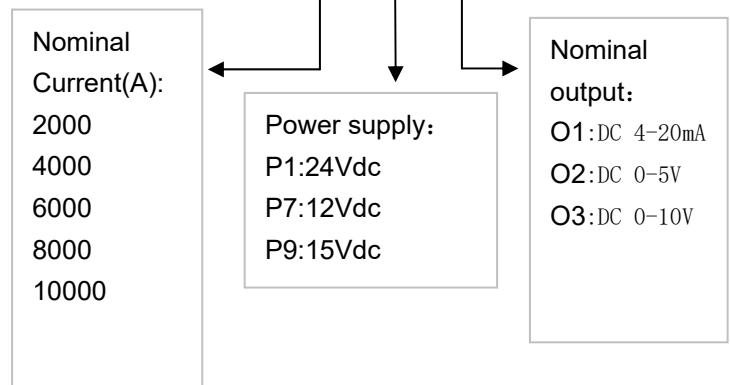 Nominal
Current(A):
2000
4000
6000
8000
10000
Power supply：
P1:24Vdc
P7:12Vdc
P9:15Vdc
Nominal
output：
O1:DC 4-20mA
O2:DC 0-5V
O3:DC 0-10V